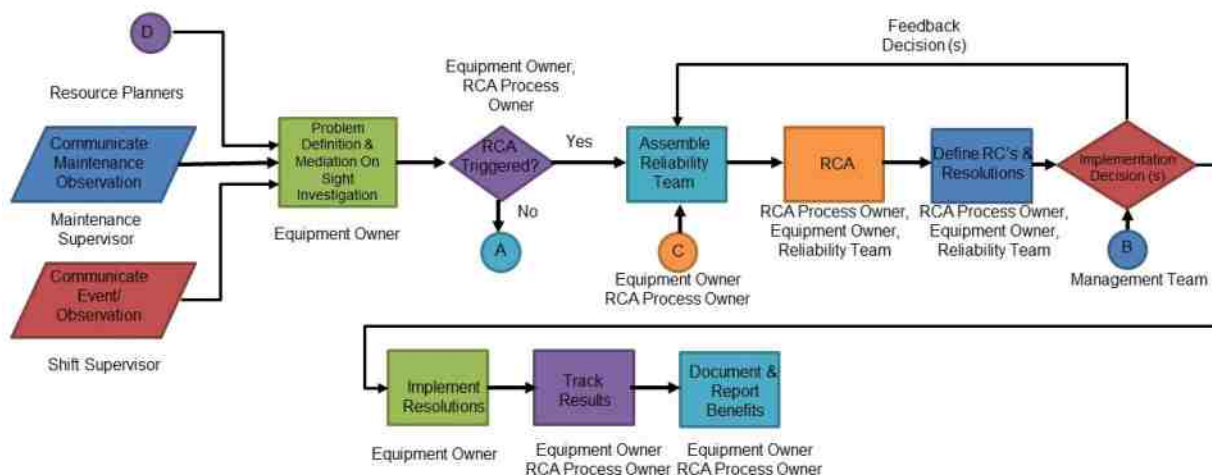 D
Resource Planners
Communicate
Maintenance
Observation
Maintenance
Supervisor
Communicate
Event/
Observation
Shift Supervisor
Problem
Definition &
Mediation On
Sight
Investigation
Equipment Owner
Equipment Owner,
RCA Process
Owner
RCA
Triggered?
Yes
No
A
Assemble
Reliability
Team
C
Equipment Owner
RCA Process Owner
RCA
RCA Process Owner,
Equipment Owner,
Reliability Team
Define RC's &
Resolutions
RCA Process Owner,
Equipment Owner,
Reliability Team
Feedback
Decision (s)
Implementation
Decision (s)
B
Management Team
Implement
Resolutions
Equipment Owner
Track
Results
Equipment Owner
RCA Process Owner
Document &
Report
Benefits
Equipment Owner
RCA Process Owner